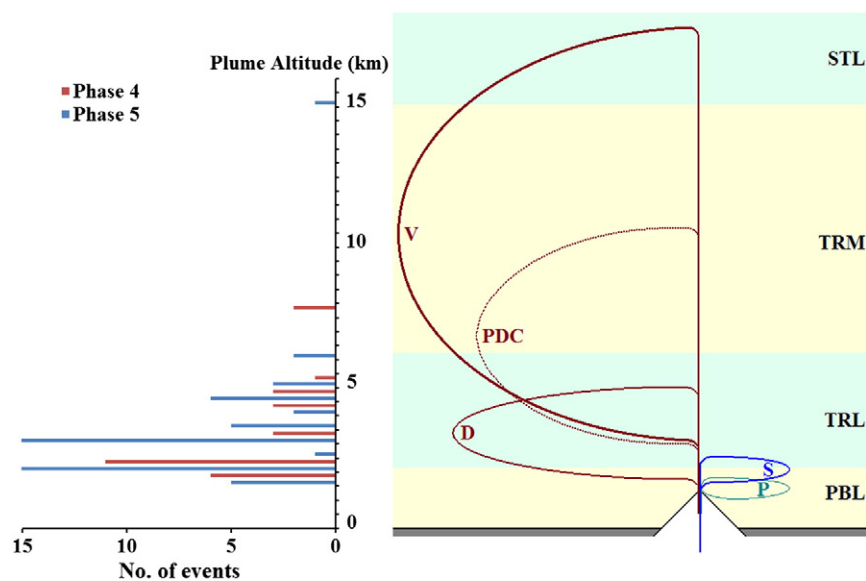 Plume Altitude (km)
Phase 4
Phase 5
15
10
5
0
15
10
5
0
No. of events
STL
TRM
TRL
PBL
V
PDC
D
S
P